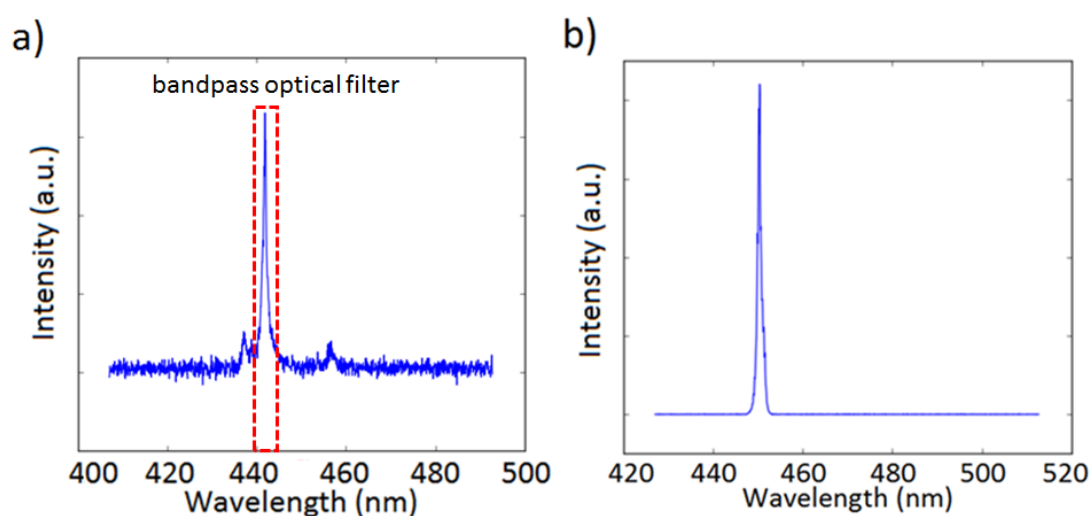 a)
bandpass optical filter
Intensity (a.u.)
400 420 440 460 480 500
Wavelength (nm)
b)
Intensity (a.u.)
420 440 460 480 500 520
Wavelength (nm)